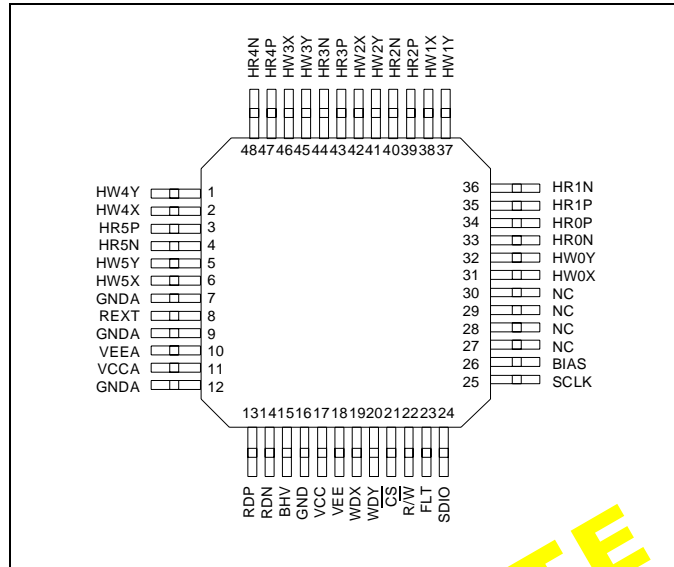 HR4N HR4P HW3X HW3Y HR3N HR3P HW2X HW2Y HR2N HR2P HW1X HW1Y
48 47 46 45 44 43 42 41 40 39 38 37
HW4Y 1
HW4X 2
HR5P 3
HR5N 4
HW5Y 5
HW5X 6
GNDA 7
REXT 8
GNDA 9
VEEA 10
VCCA 11
GNDA 12
36 HR1N
35 HR1P
34 HR0P
33 HR0N
32 HW0Y
31 HW0X
30 NC
29 NC
28 NC
27 NC
26 BIAS
25 SCLK
13 14 15 16 17 18 19 20 21 22 23 24
RDP RDN BHV GND VCC VEE WDX WDY CS R/W FLT SDIO
TE